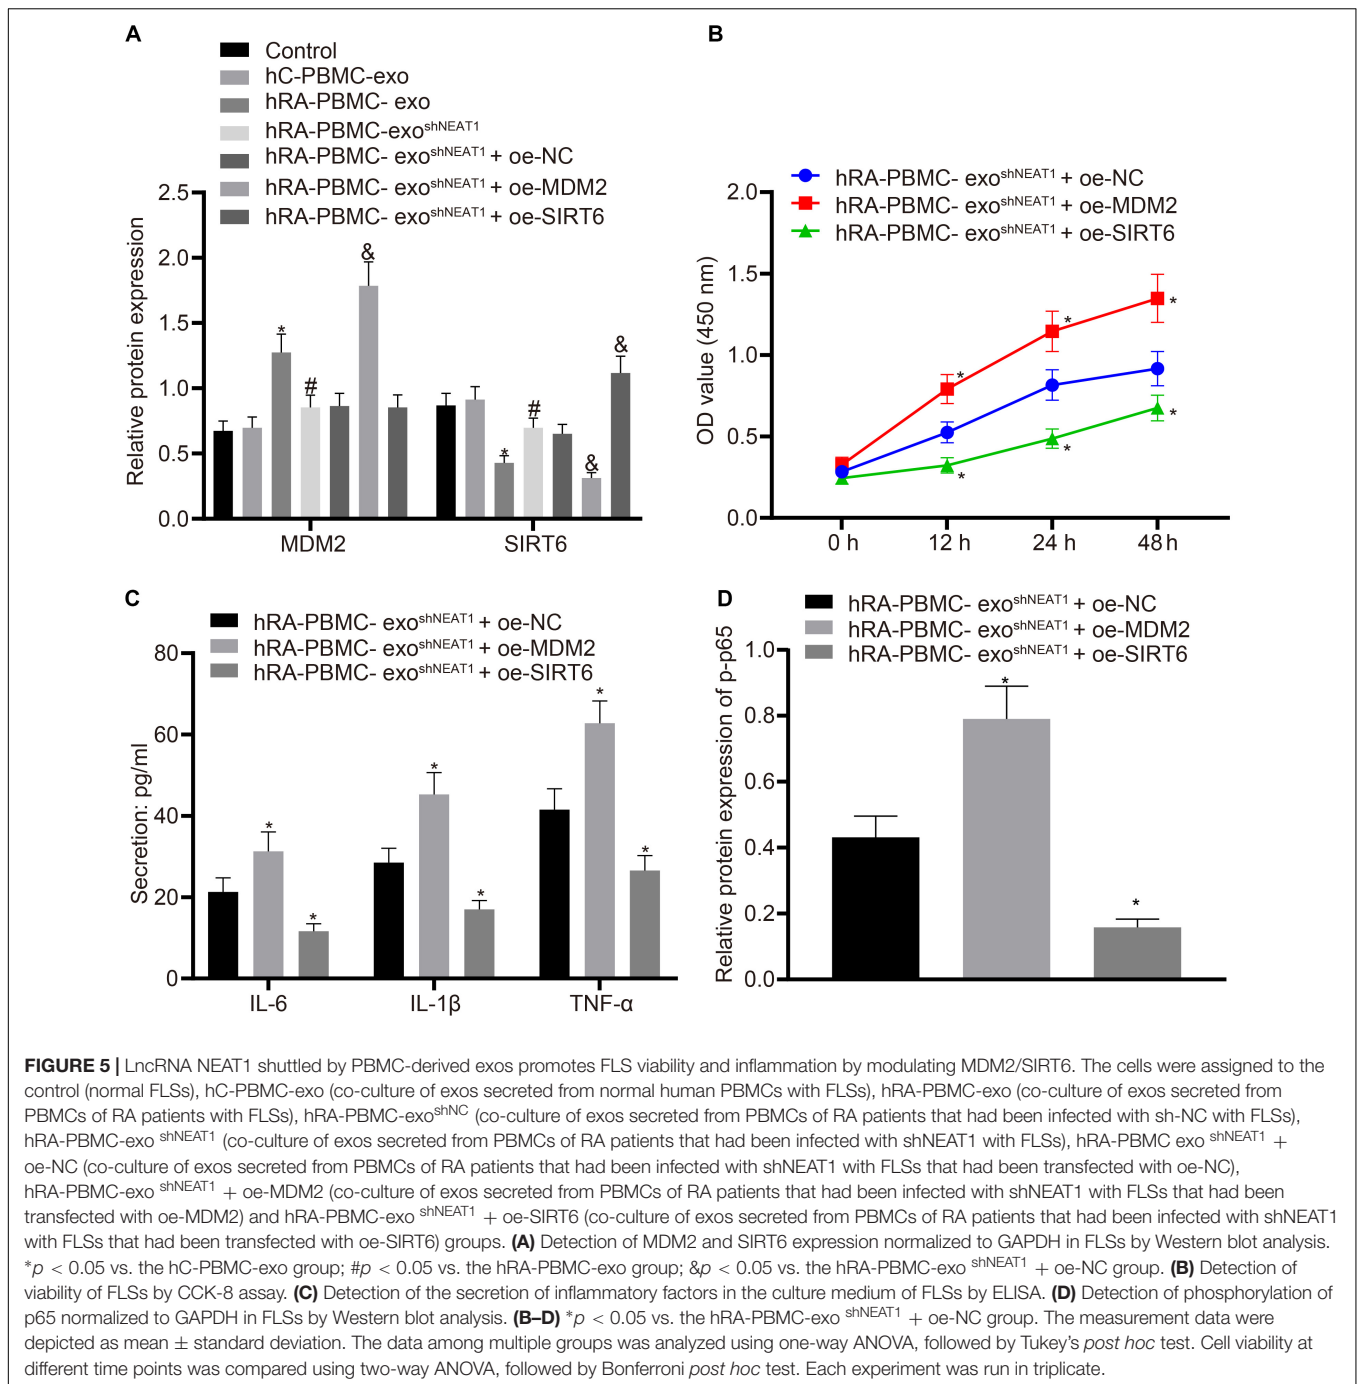 A
Control
hC-PBMC-exo
hRA-PBMC- exo
hRA-PBMC-exoshNEAT1
hRA-PBMC- exoshNEAT1 + oe-NC
hRA-PBMC- exoshNEAT1 + oe-MDM2
hRA-PBMC- exoshNEAT1 + oe-SIRT6
Relative protein expression
2.5
2.0
1.5
1.0
0.5
0.0
* # & * # & &
MDM2 SIRT6
B
hRA-PBMC- exoshNEAT1 + oe-NC
hRA-PBMC- exoshNEAT1 + oe-MDM2
hRA-PBMC- exoshNEAT1 + oe-SIRT6
OD value (450 nm)
2.0
1.5
1.0
0.5
0.0
* * * * * *
0 h 12 h 24 h 48 h
C
hRA-PBMC- exoshNEAT1 + oe-NC
hRA-PBMC- exoshNEAT1 + oe-MDM2
hRA-PBMC- exoshNEAT1 + oe-SIRT6
Secretion: pg/ml
80
60
40
20
0
* * * * * *
IL-6 IL-1β TNF-α
D
hRA-PBMC- exoshNEAT1 + oe-NC
hRA-PBMC- exoshNEAT1 + oe-MDM2
hRA-PBMC- exoshNEAT1 + oe-SIRT6
Relative protein expression of p-p65
1.0
0.8
0.6
0.4
0.2
0.0
* *
FIGURE 5 | LncRNA NEAT1 shuttled by PBMC-derived exos promotes FLS viability and inflammation by modulating MDM2/SIRT6. The cells were assigned to the
control (normal FLSs), hC-PBMC-exo (co-culture of exos secreted from normal human PBMCs with FLSs), hRA-PBMC-exo (co-culture of exos secreted from
PBMCs of RA patients with FLSs), hRA-PBMC-exoshNC (co-culture of exos secreted from PBMCs of RA patients that had been infected with sh-NC with FLSs),
hRA-PBMC-exo shNEAT1 (co-culture of exos secreted from PBMCs of RA patients that had been infected with shNEAT1 with FLSs), hRA-PBMC exo shNEAT1 +
oe-NC (co-culture of exos secreted from PBMCs of RA patients that had been infected with shNEAT1 with FLSs that had been transfected with oe-NC),
hRA-PBMC-exo shNEAT1 + oe-MDM2 (co-culture of exos secreted from PBMCs of RA patients that had been infected with shNEAT1 with FLSs that had been
transfected with oe-MDM2) and hRA-PBMC-exo shNEAT1 + oe-SIRT6 (co-culture of exos secreted from PBMCs of RA patients that had been infected with shNEAT1
with FLSs that had been transfected with oe-SIRT6) groups. (A) Detection of MDM2 and SIRT6 expression normalized to GAPDH in FLSs by Western blot analysis.
*p < 0.05 vs. the hC-PBMC-exo group; #p < 0.05 vs. the hRA-PBMC-exo group; &p < 0.05 vs. the hRA-PBMC-exo shNEAT1 + oe-NC group. (B) Detection of
viability of FLSs by CCK-8 assay. (C) Detection of the secretion of inflammatory factors in the culture medium of FLSs by ELISA. (D) Detection of phosphorylation of
p65 normalized to GAPDH in FLSs by Western blot analysis. (B–D) *p < 0.05 vs. the hRA-PBMC-exo shNEAT1 + oe-NC group. The measurement data were
depicted as mean ± standard deviation. The data among multiple groups was analyzed using one-way ANOVA, followed by Tukey's post hoc test. Cell viability at
different time points was compared using two-way ANOVA, followed by Bonferroni post hoc test. Each experiment was run in triplicate.